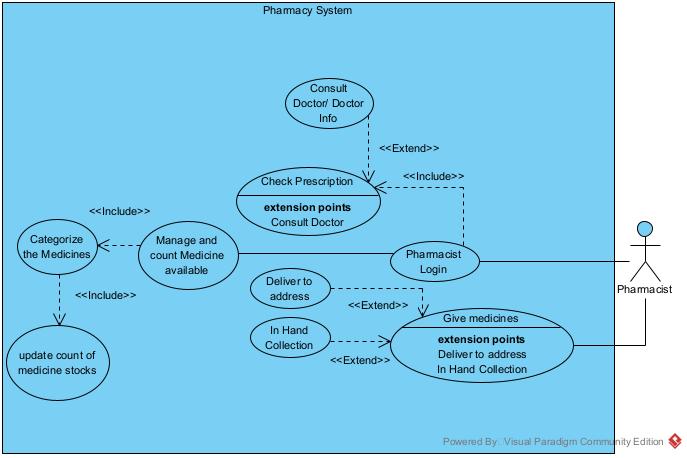 Pharmacy System
Consult
Doctor/ Doctor
Info
<<Extend>>
Check Prescription
<<Include>>
extension points
Consult Doctor
<<Include>>
Categorize
the Medicines
Manage and
count Medicine
available
Pharmacist
Login
Pharmacist
<<Include>>
Deliver to
address
<<Extend>>
In Hand
Collection
<<Extend>>
Give medicines
extension points
Deliver to address
In Hand Collection
update count of
medicine stocks
Powered By: Visual Paradigm Community Edition